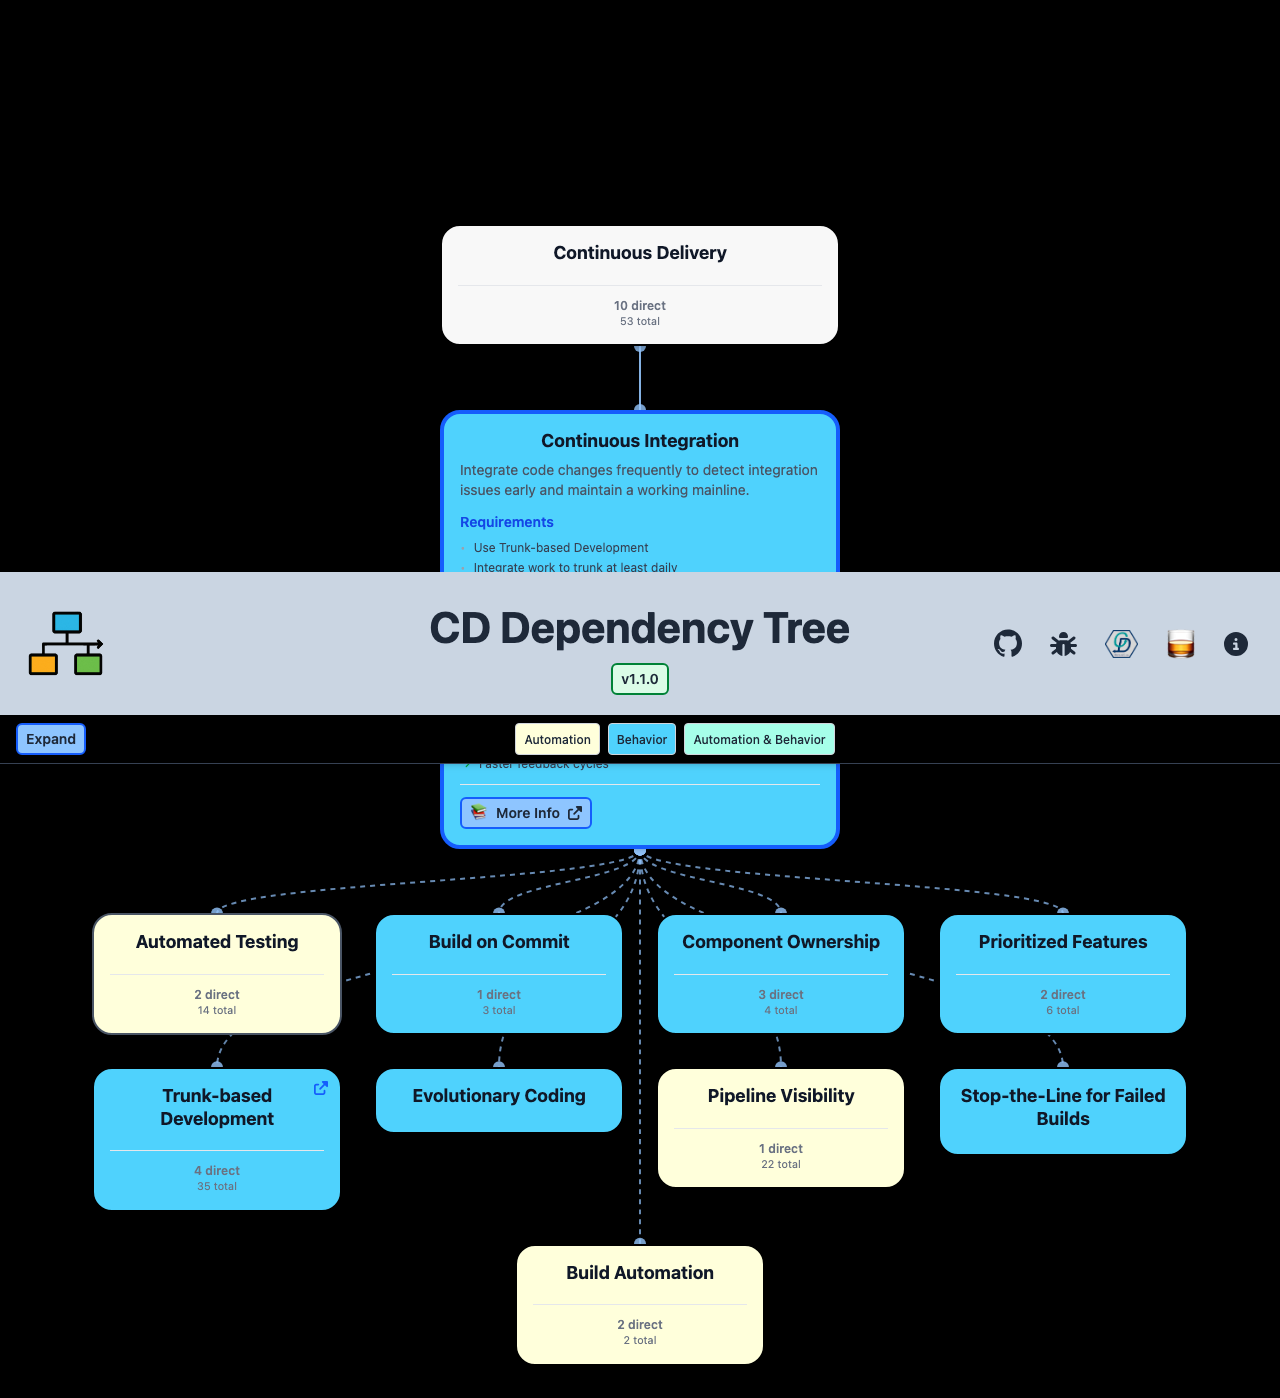 Continuous Delivery
10 direct
53 total
Continuous Integration
Integrate code changes frequently to detect integration
issues early and maintain a working mainline.
Requirements
Use Trunk-based Development
Integrate work to trunk at least daily
CD Dependency Tree
v1.1.0
Expand
Automation
Behavior
Automation & Behavior
Faster feedback cycles
More Info
Automated Testing
2 direct
14 total
Build on Commit
1 direct
3 total
Component Ownership
3 direct
4 total
Prioritized Features
2 direct
6 total
Trunk-based
Development
4 direct
35 total
Evolutionary Coding
Pipeline Visibility
1 direct
22 total
Stop-the-Line for Failed
Builds
Build Automation
2 direct
2 total